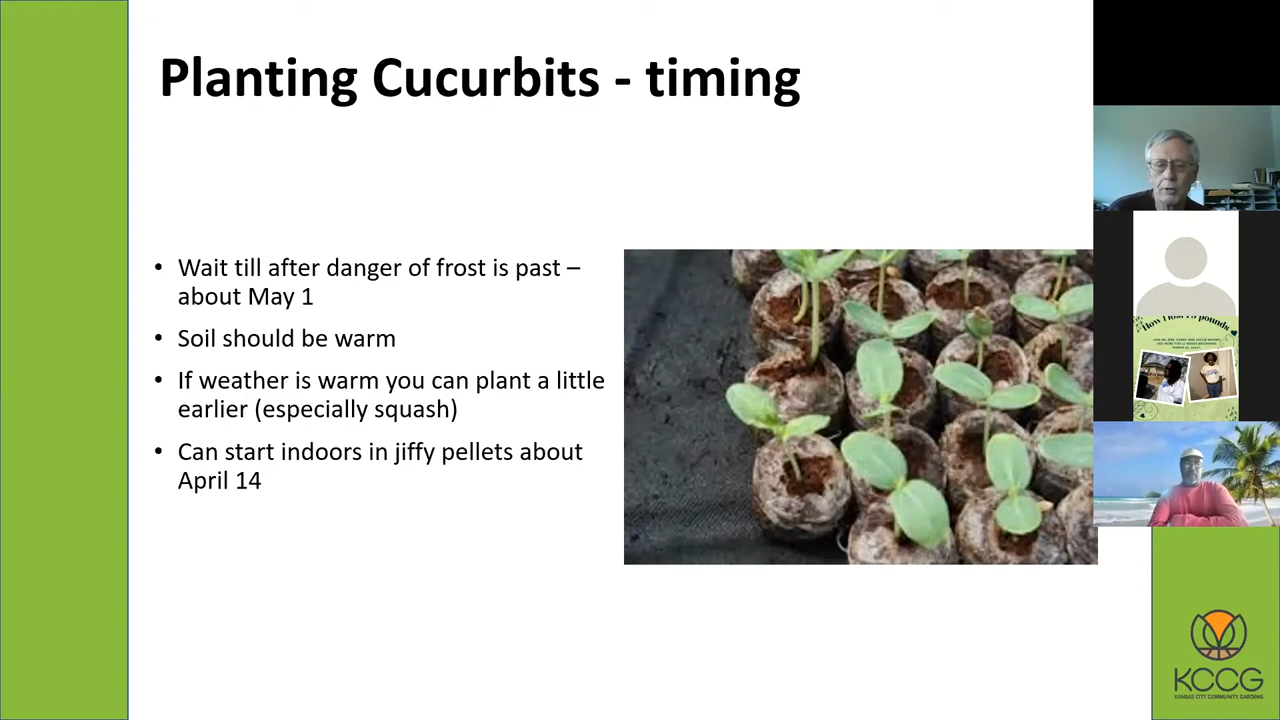 Planting Cucurbits - timing
• Wait till after danger of frost is past –
about May 1
• Soil should be warm
• If weather is warm you can plant a little
earlier (especially squash)
• Can start indoors in jiffy pellets about
April 14
pounds
KCCG
KANSAS CITY COMMUNITY GARDENS